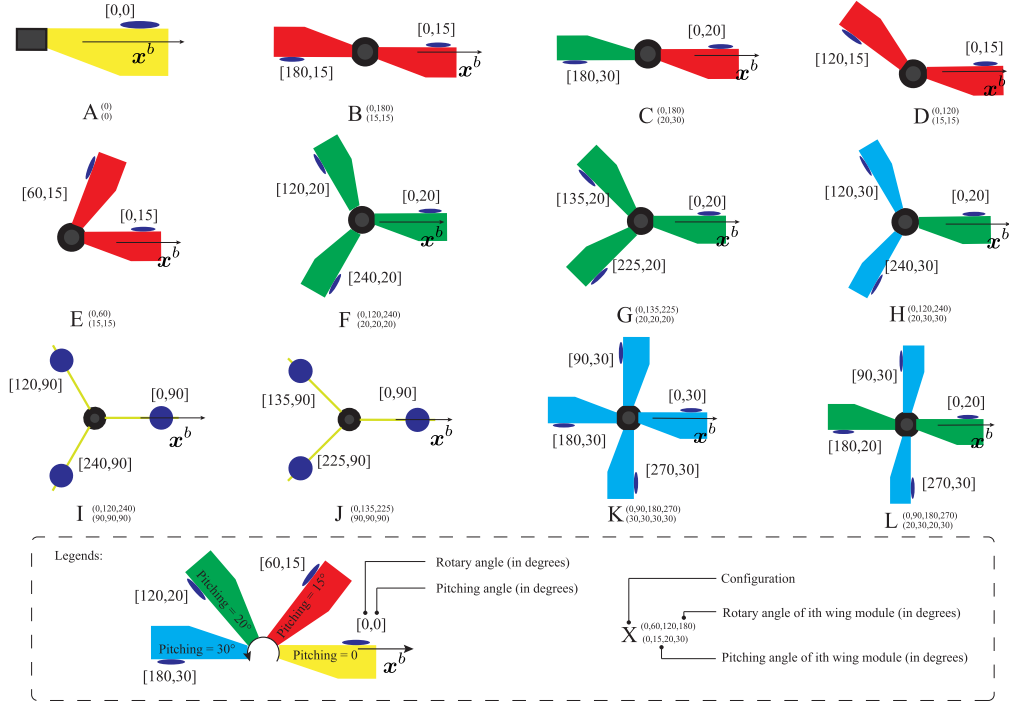 [0,0]
x^b
A (0)
(0)
[0,15]
[180,15]
x^b
B (0,180)
(15,15)
[0,20]
[180,30]
x^b
C (0,180)
(20,30)
[120,15]
[0,15]
x^b
D (0,120)
(15,15)
[60,15]
[0,15]
x^b
E (0,60)
(15,15)
[120,20]
[0,20]
x^b
[240,20]
F (0,120,240)
(20,20,20)
[135,20]
[0,20]
x^b
[225,20]
G (0,135,225)
(20,20,20)
[120,30]
[0,20]
x^b
[240,30]
H (0,120,240)
(20,30,30)
[120,90]
[0,90]
x^b
[240,90]
I (0,120,240)
(90,90,90)
[135,90]
[0,90]
x^b
[225,90]
J (0,135,225)
(90,90,90)
[90,30]
[0,30]
x^b
[180,30]
[270,30]
K (0,90,180,270)
(30,30,30,30)
[90,30]
[0,20]
x^b
[180,20]
[270,30]
L (0,90,180,270)
(20,30,20,30)
Legends:
[60,15]
Pitching = 15°
[120,20]
Pitching = 20°
Pitching = 30°
[180,30]
Pitching = 0
[0,0]
x^b
Rotary angle (in degrees)
Pitching angle (in degrees)
Configuration
X (0,60,120,180)
(0,15,20,30)
Rotary angle of ith wing module (in degrees)
Pitching angle of ith wing module (in degrees)